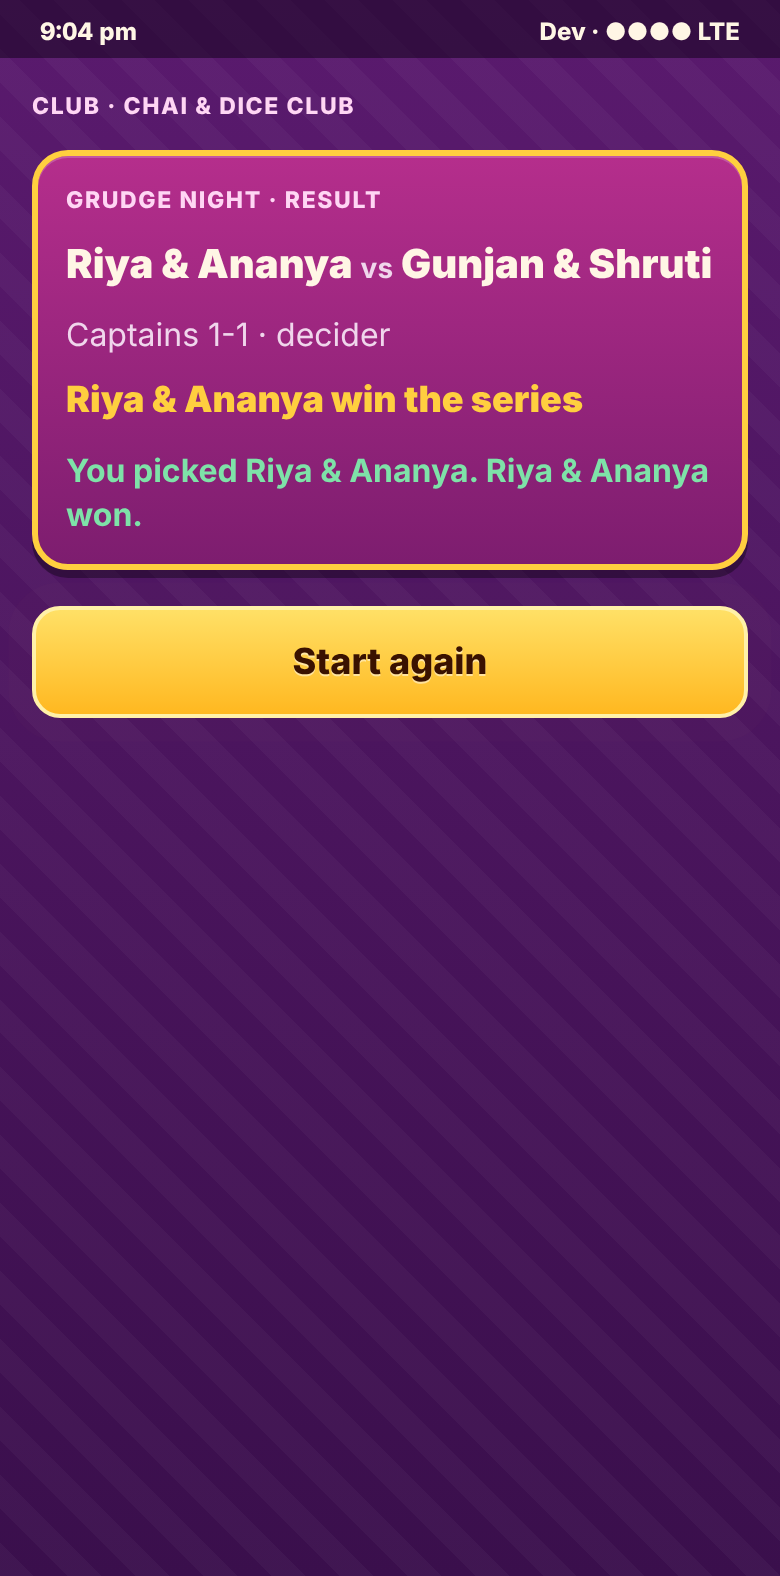 9:04 pm
Dev · ●●●● LTE
CLUB · CHAI & DICE CLUB
GRUDGE NIGHT · RESULT
Riya & Ananya vs Gunjan & Shruti
Captains 1-1 · decider
Riya & Ananya win the series
You picked Riya & Ananya. Riya & Ananya
won.
Start again